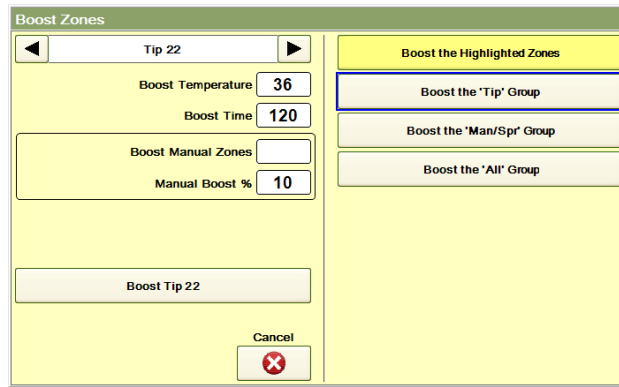 Boost Zones
Tip 22
Boost Temperature 36
Boost Time 120
Boost Manual Zones
Manual Boost % 10
Boost Tip 22
Cancel
Boost the Highlighted Zones
Boost the 'Tip' Group
Boost the 'Man/Spr' Group
Boost the 'All' Group